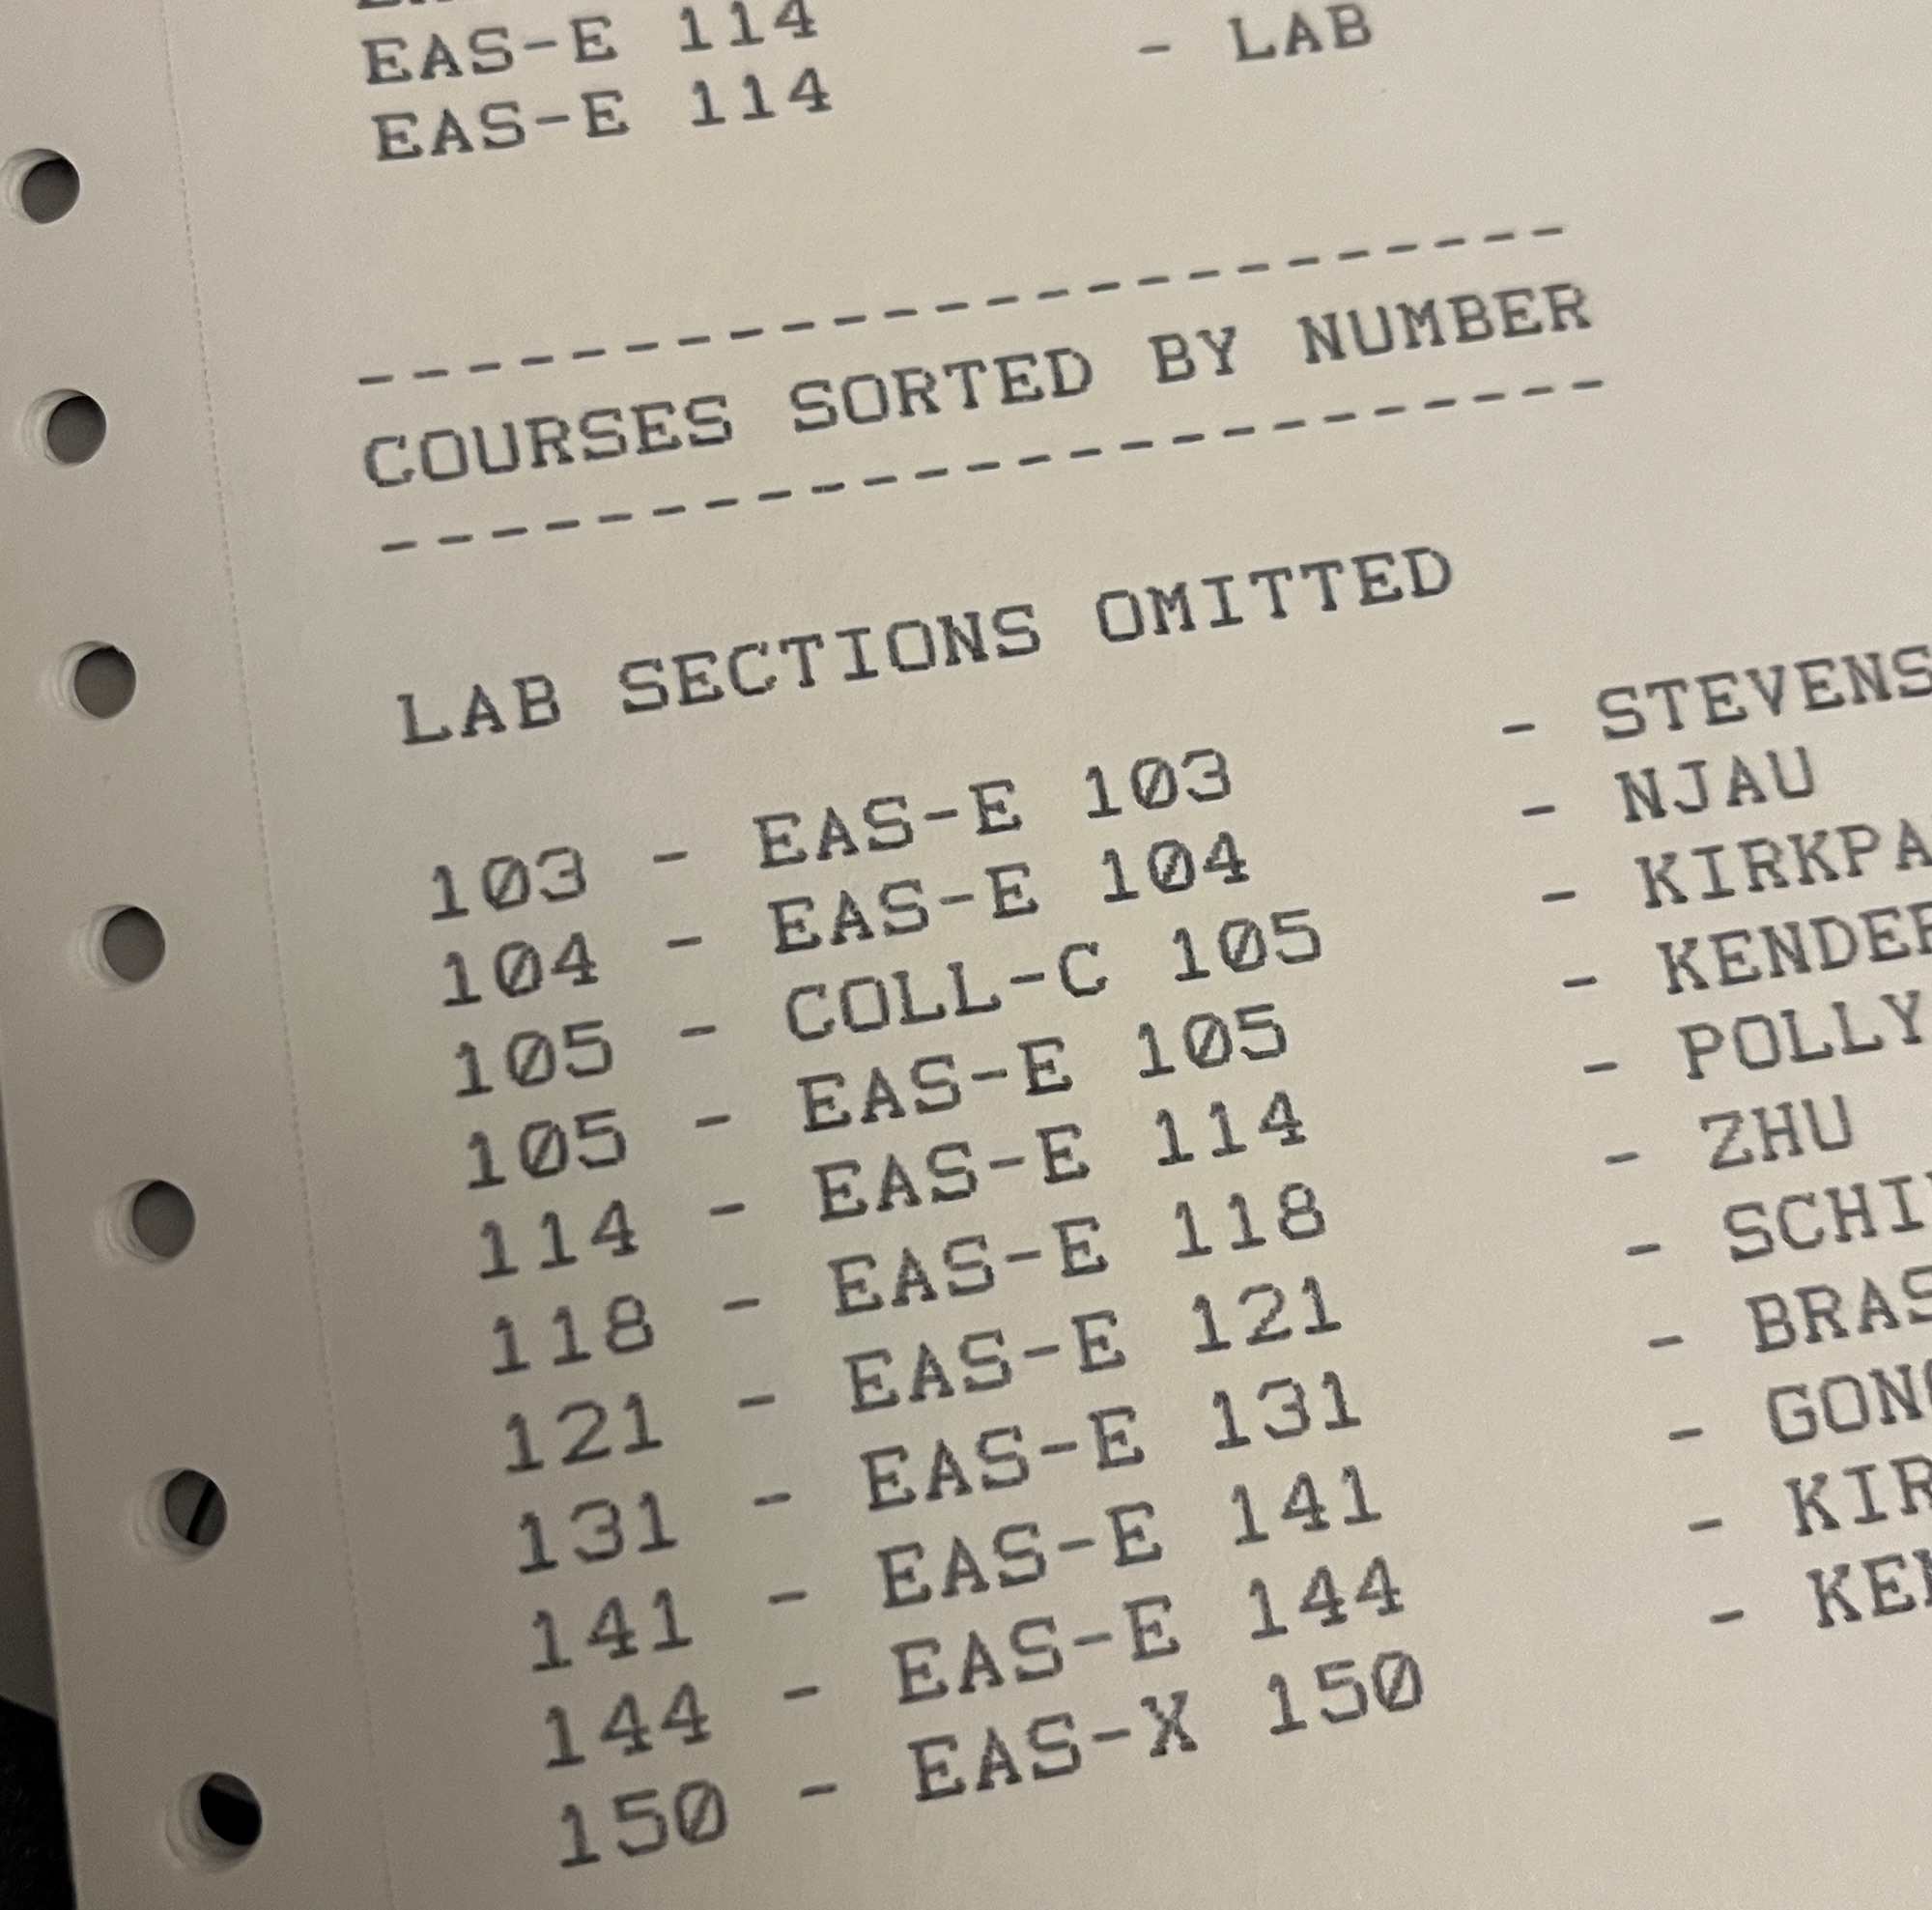 EAS-E 114
EAS-E 114 - LAB
------------------------
COURSES SORTED BY NUMBER
------------------------
LAB SECTIONS OMITTED
103 - EAS-E 103 - STEVENS
104 - EAS-E 104 - NJAU
105 - COLL-C 105 - KIRKPA
105 - EAS-E 105 - KENDER
114 - EAS-E 114 - POLLY
118 - EAS-E 118 - ZHU
121 - EAS-E 121 - SCHI
131 - EAS-E 131 - BRAS
141 - EAS-E 141 - GON
144 - EAS-E 144 - KIR
150 - EAS-X 150 - KEN